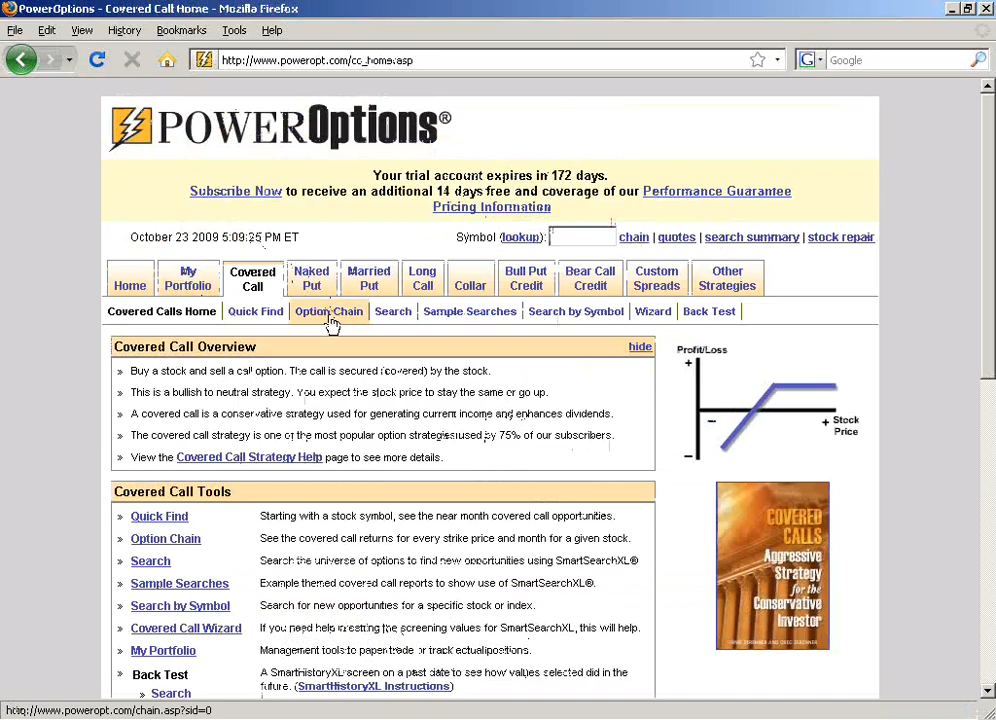 PowerOptions - Covered Call Home - Mozilla Firefox
File Edit View History Bookmarks Tools Help
http://www.poweropt.com/cc_home.asp
Google
POWEROptions®
Your trial account expires in 172 days.
Subscribe Now to receive an additional 14 days free and coverage of our Performance Guarantee
Pricing Information
October 23 2009 5:09:25 PM ET
Symbol (lookup): chain | quotes | search summary | stock repair
Home
My Portfolio
Covered Call
Naked Put
Married Put
Long Call
Collar
Bull Put Credit
Bear Call Credit
Custom Spreads
Other Strategies
Covered Calls Home | Quick Find | Option Chain | Search | Sample Searches | Search by Symbol | Wizard | Back Test |
Covered Call Overview hide
» Buy a stock and sell a call option. The call is secured (covered) by the stock.
» This is a bullish to neutral strategy. You expect the stock price to stay the same or go up.
» A covered call is a conservative strategy used for generating current income and enhances dividends.
» The covered call strategy is one of the most popular option strategies used by 75% of our subscribers.
» View the Covered Call Strategy Help page to see more details.
Profit/Loss
+
− +
Stock
Price
−
Covered Call Tools
» Quick Find Starting with a stock symbol, see the near month covered call opportunities.
» Option Chain See the covered call returns for every strike price and month for a given stock.
» Search Search the universe of options to find new opportunities using SmartSearchXL®
» Sample Searches Example themed covered call reports to show use of SmartSearchXL®.
» Search by Symbol Search for new opportunities for a specific stock or index.
» Covered Call Wizard If you need help creating the screening values for SmartSearchXL, this will help.
» My Portfolio Management tools to paper trade or track actual positions.
Back Test A SmartHistoryXL screen on a past date to see how values selected did in the
future. (SmartHistoryXL Instructions)
» Search
COVERED
CALLS
Aggressive
Strategy
for the
Conservative
Investor
http://www.poweropt.com/chain.asp?sid=0